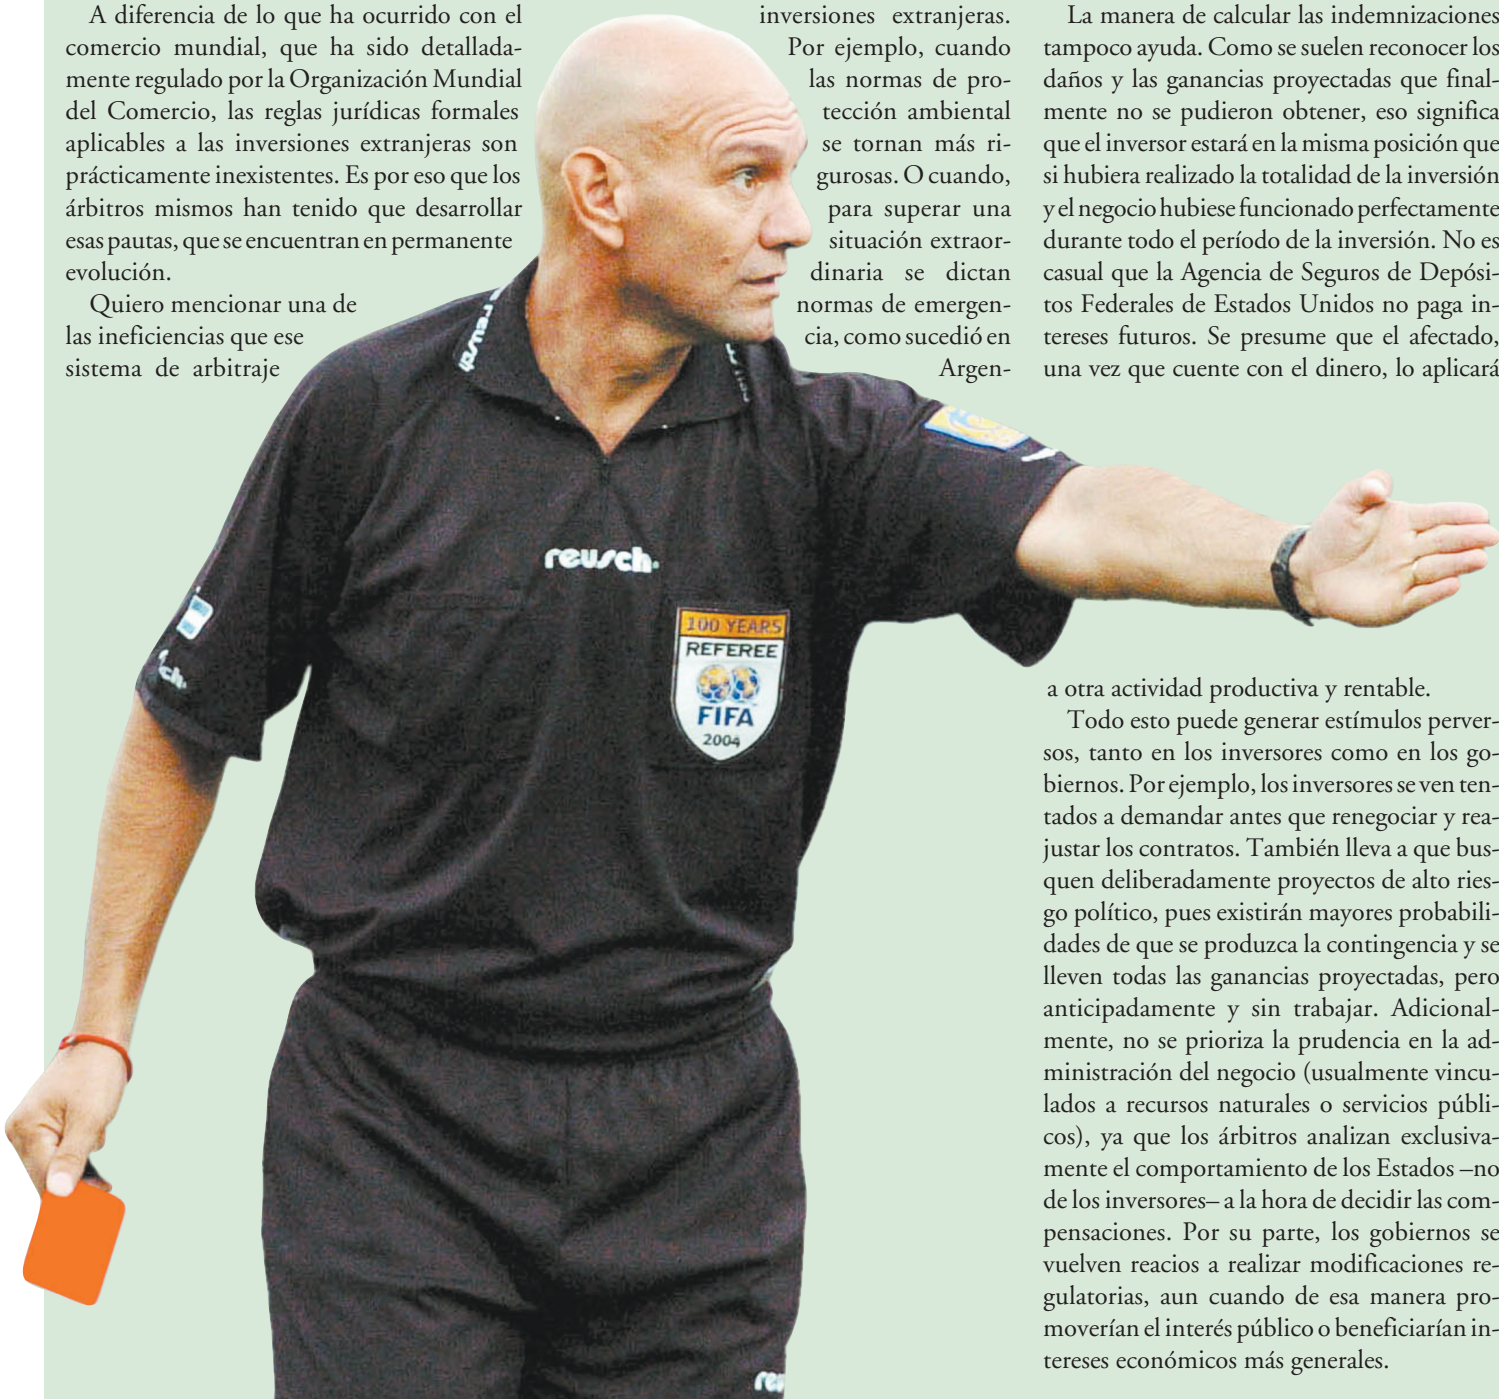 A diferencia de lo que ha ocurrido con el
comercio mundial, que ha sido detallada-
mente regulado por la Organización Mundial
del Comercio, las reglas jurídicas formales
aplicables a las inversiones extranjeras son
prácticamente inexistentes. Es por eso que los
árbitros mismos han tenido que desarrollar
esas pautas, que se encuentran en permanente
evolución.
Quiero mencionar una de
las ineficiencias que ese
sistema de arbitraje
inversiones extranjeras.
Por ejemplo, cuando
las normas de pro-
tección ambiental
se tornan más ri-
gurosas. O cuando,
para superar una
situación extraor-
dinaria se dictan
normas de emergen-
cia, como sucedió en
Argen-
La manera de calcular las indemnizaciones
tampoco ayuda. Como se suelen reconocer los
daños y las ganancias proyectadas que final-
mente no se pudieron obtener, eso significa
que el inversor estará en la misma posición que
si hubiera realizado la totalidad de la inversión
y el negocio hubiese funcionado perfectamente
durante todo el período de la inversión. No es
casual que la Agencia de Seguros de Depósi-
tos Federales de Estados Unidos no paga in-
tereses futuros. Se presume que el afectado,
una vez que cuente con el dinero, lo aplicará
a otra actividad productiva y rentable.
Todo esto puede generar estímulos perver-
sos, tanto en los inversores como en los go-
biernos. Por ejemplo, los inversores se ven ten-
tados a demandar antes que renegociar y rea-
justar los contratos. También lleva a que bus-
quen deliberadamente proyectos de alto ries-
go político, pues existirán mayores probabili-
dades de que se produzca la contingencia y se
lleven todas las ganancias proyectadas, pero
anticipadamente y sin trabajar. Adicional-
mente, no se prioriza la prudencia en la ad-
ministración del negocio (usualmente vincu-
lados a recursos naturales o servicios públi-
cos), ya que los árbitros analizan exclusiva-
mente el comportamiento de los Estados –no
de los inversores– a la hora de decidir las com-
pensaciones. Por su parte, los gobiernos se
vuelven reacios a realizar modificaciones re-
gulatorias, aun cuando de esa manera pro-
moverían el interés público o beneficiarían in-
tereses económicos más generales.
reusch
reusch
100 YEARS
REFEREE
FIFA
2004
sch
reu